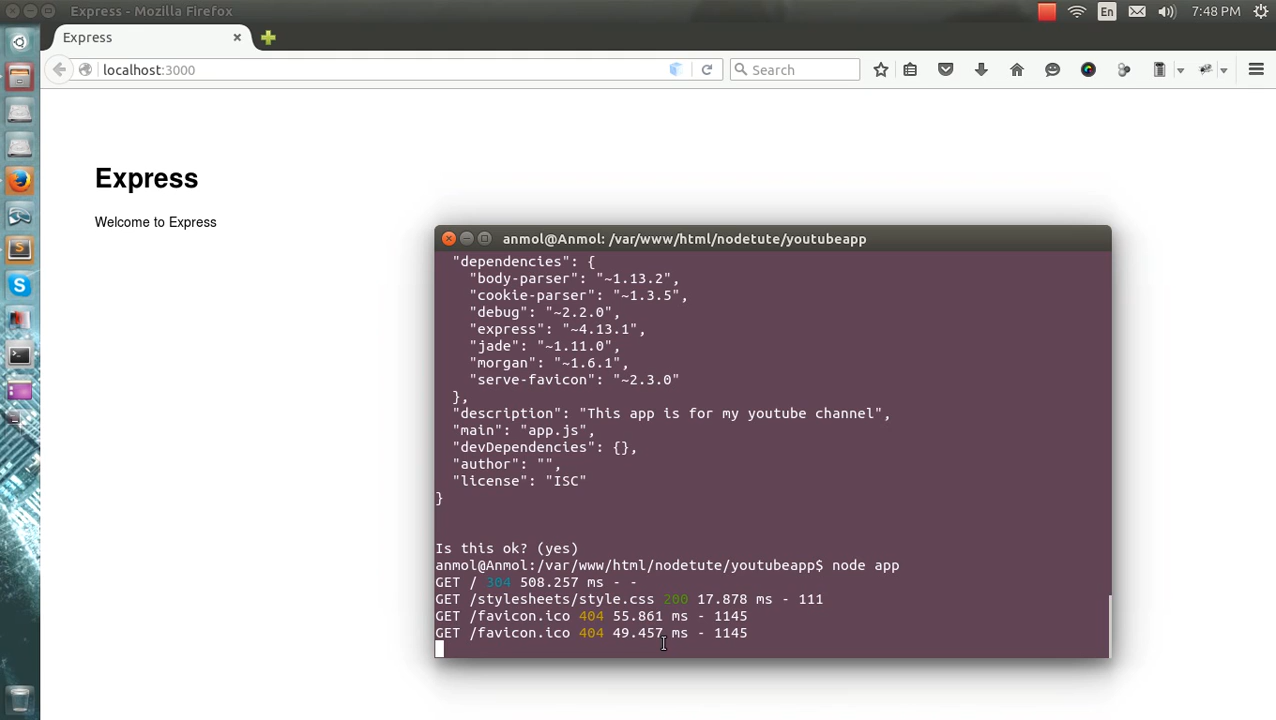 Express - Mozilla Firefox
En
7:48 PM
Express
localhost:3000
Search
Express
Welcome to Express
anmol@Anmol: /var/www/html/nodetute/youtubeapp
"dependencies": {
"body-parser": "~1.13.2",
"cookie-parser": "~1.3.5",
"debug": "~2.2.0",
"express": "~4.13.1",
"jade": "~1.11.0",
"morgan": "~1.6.1",
"serve-favicon": "~2.3.0"
},
"description": "This app is for my youtube channel",
"main": "app.js",
"devDependencies": {},
"author": "",
"license": "ISC"
}
Is this ok? (yes)
anmol@Anmol:/var/www/html/nodetute/youtubeapp$ node app
GET / 304 508.257 ms - -
GET /stylesheets/style.css 200 17.878 ms - 111
GET /favicon.ico 404 55.861 ms - 1145
GET /favicon.ico 404 49.457 ms - 1145